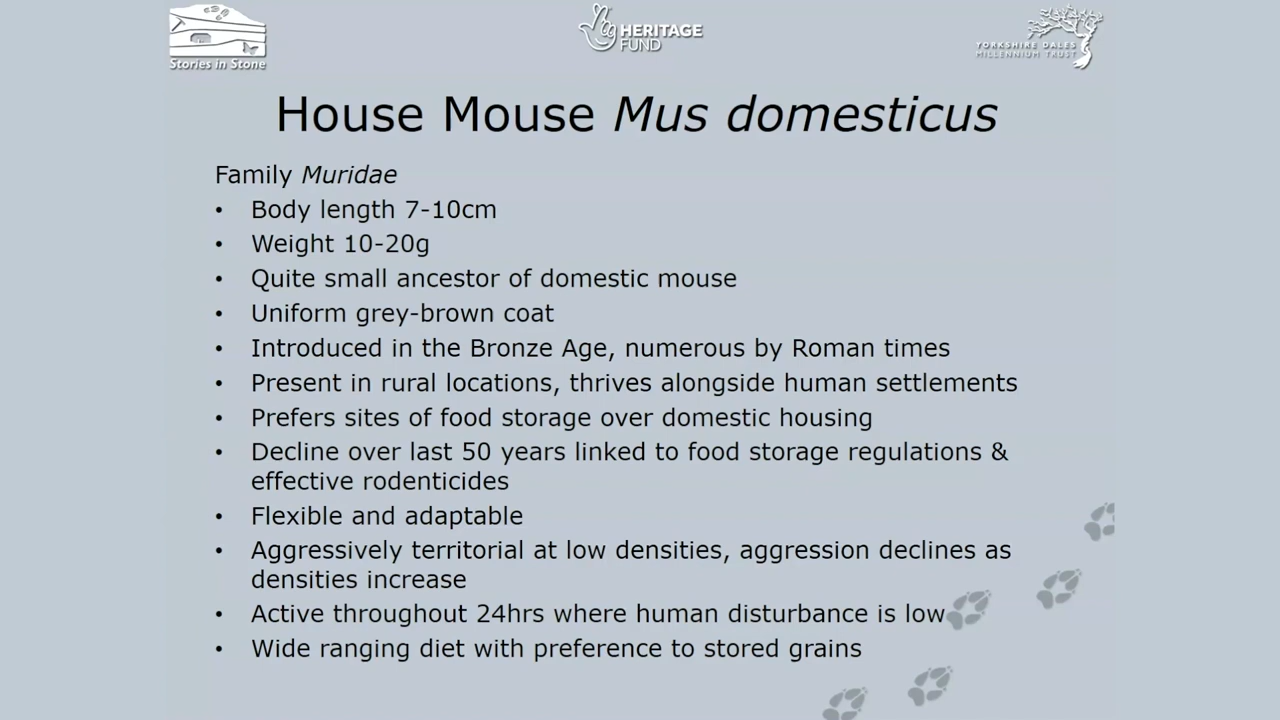 Stories in Stone
HERITAGE
FUND
YORKSHIRE DALES
MILLENNIUM TRUST
House Mouse Mus domesticus
Family Muridae
• Body length 7-10cm
• Weight 10-20g
• Quite small ancestor of domestic mouse
• Uniform grey-brown coat
• Introduced in the Bronze Age, numerous by Roman times
• Present in rural locations, thrives alongside human settlements
• Prefers sites of food storage over domestic housing
• Decline over last 50 years linked to food storage regulations &
effective rodenticides
• Flexible and adaptable
• Aggressively territorial at low densities, aggression declines as
densities increase
• Active throughout 24hrs where human disturbance is low
• Wide ranging diet with preference to stored grains